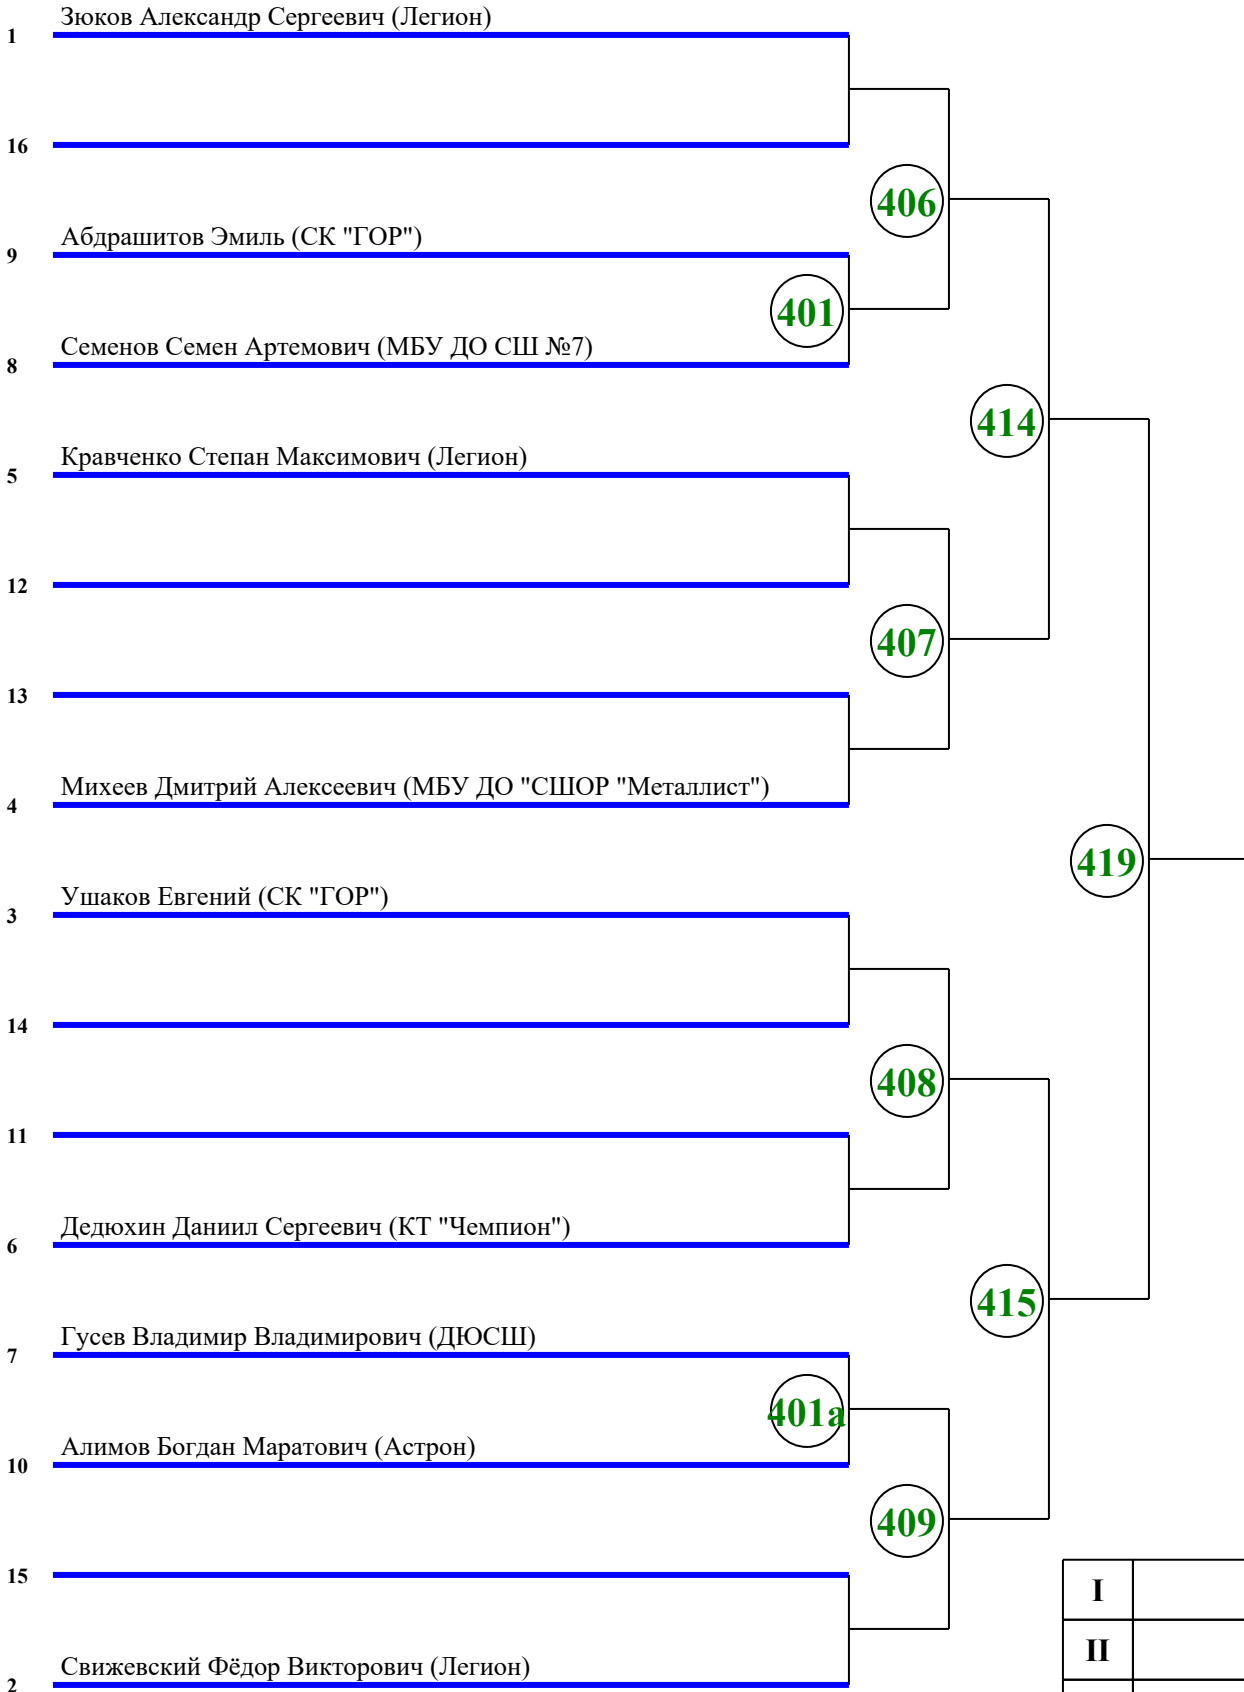 Зюков Александр Сергеевич (Легион)
1
16
406
Абдрашитов Эмиль (СК "ГОР")
9
401
Семенов Семен Артемович (МБУ ДО СШ №7)
8
414
Кравченко Степан Максимович (Легион)
5
12
407
13
Михеев Дмитрий Алексеевич (МБУ ДО "СШОР "Металлист")
4
419
Ушаков Евгений (СК "ГОР")
3
14
408
11
Дедюхин Даниил Сергеевич (КТ "Чемпион")
6
415
Гусев Владимир Владимирович (ДЮСШ)
7
401а
Алимов Богдан Маратович (Астрон)
10
409
15
I
II
Свижевский Фёдор Викторович (Легион)
2